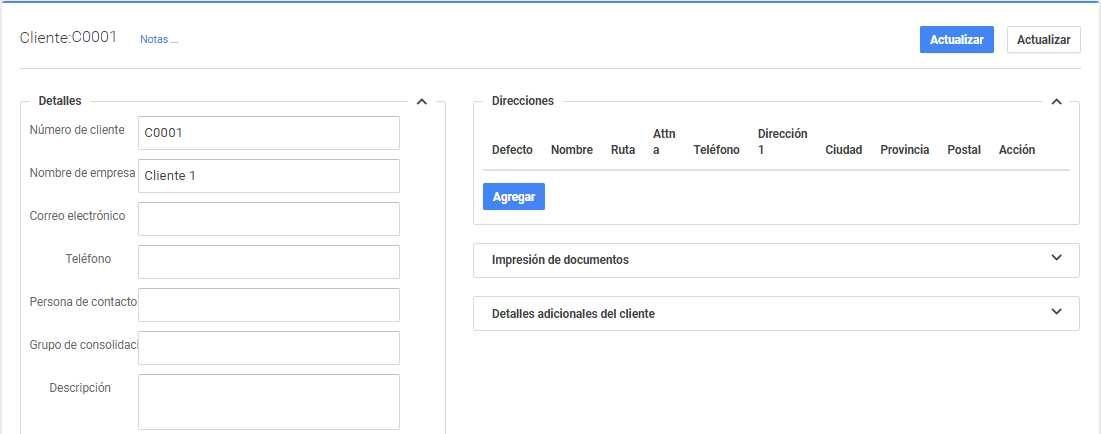 Cliente:C0001 Notas ... Actualizar Actualizar
Detalles
Número de cliente C0001
Nombre de empresa Cliente 1
Correo electrónico
Teléfono
Persona de contacto
Grupo de consolidaci
Descripción
Direcciones
Defecto Nombre Ruta Attn a Teléfono Dirección 1 Ciudad Provincia Postal Acción
Agregar
Impresión de documentos
Detalles adicionales del cliente